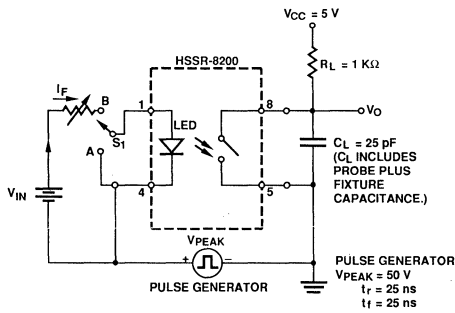 VCC = 5 V
HSSR-8200
RL = 1 KΩ
IF
B
1
8
VO
LED
S1
A
CL = 25 pF
(CL INCLUDES
PROBE PLUS
FIXTURE
CAPACITANCE.)
VIN
4
5
VPEAK
+
–
PULSE GENERATOR
PULSE GENERATOR
VPEAK = 50 V
tr = 25 ns
tf = 25 ns